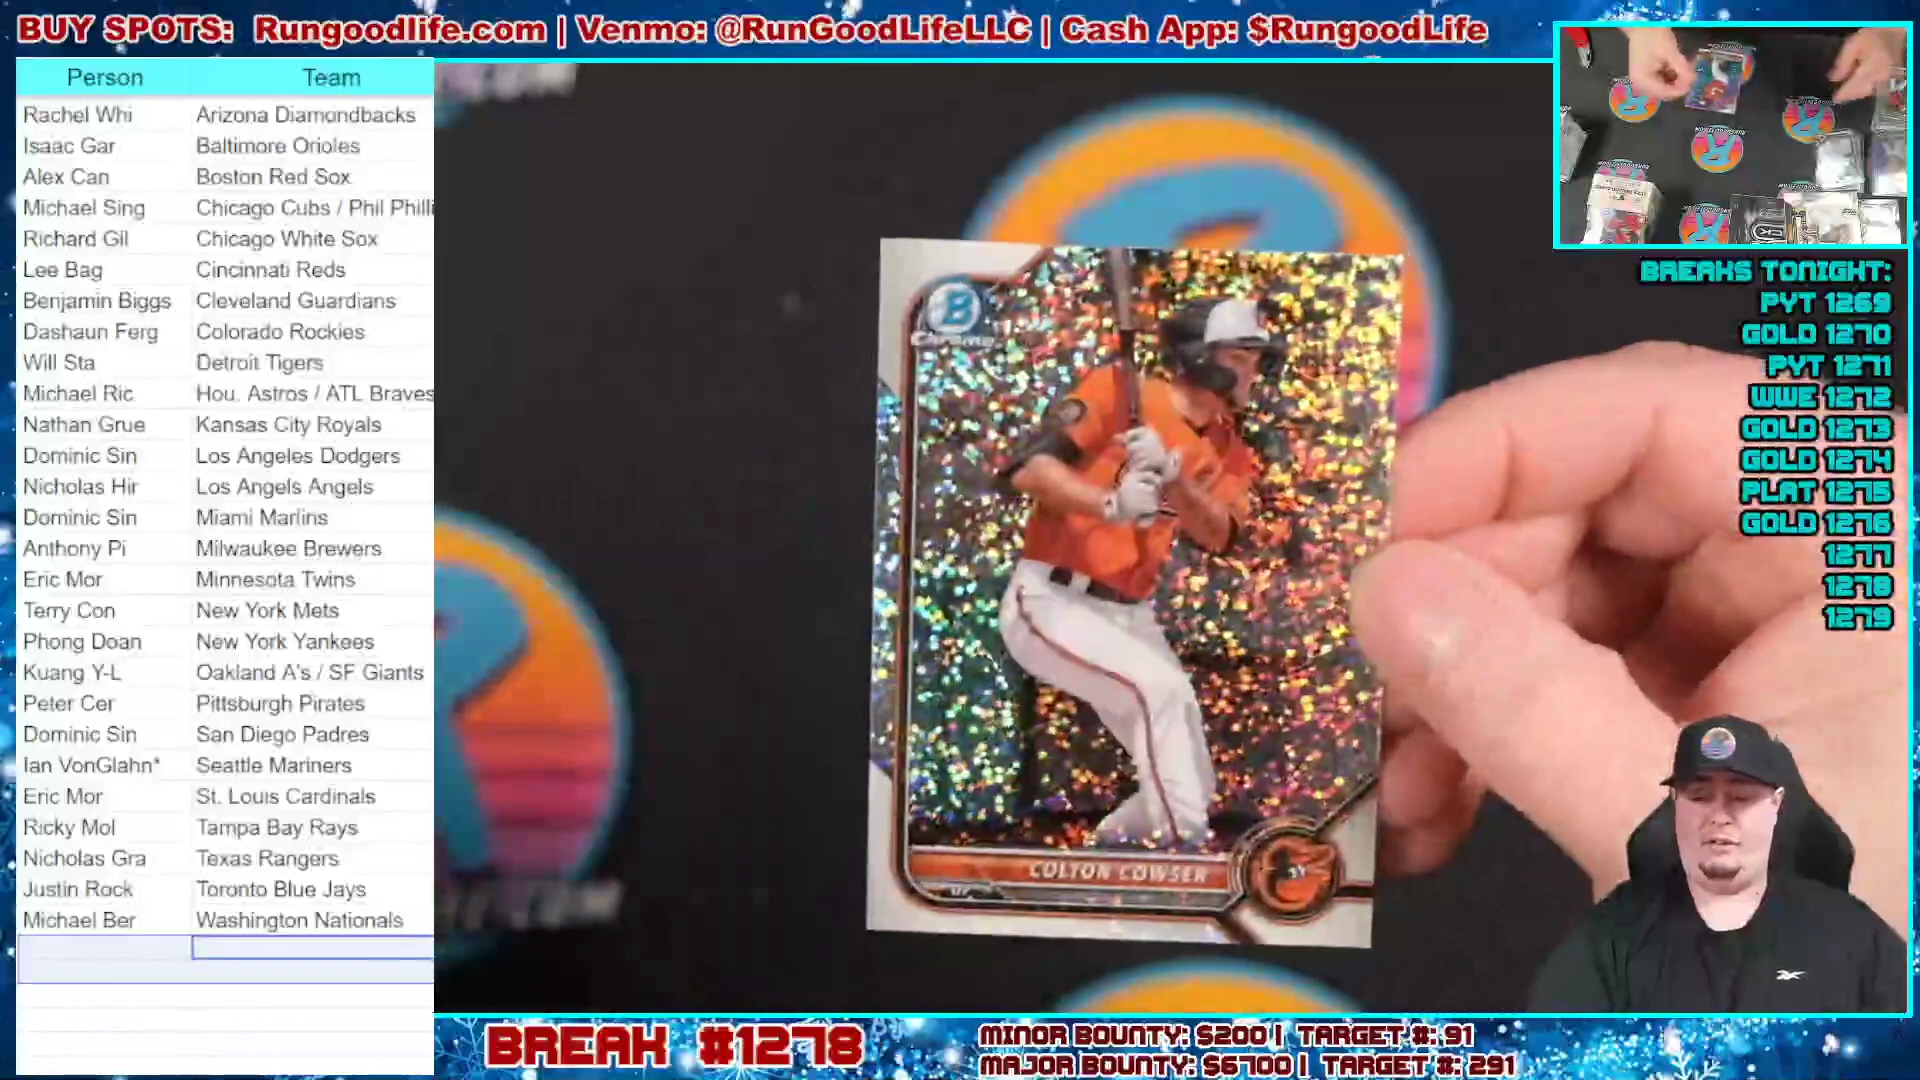 BUY SPOTS: Rungoodlife.com | Venmo: @RunGoodLifeLLC | Cash App: $RungoodLife
Person Team
Rachel Whi Arizona Diamondbacks
Isaac Gar Baltimore Orioles
Alex Can Boston Red Sox
Michael Sing Chicago Cubs / Phil Philli
Richard Gil Chicago White Sox
Lee Bag Cincinnati Reds
Benjamin Biggs Cleveland Guardians
Dashaun Ferg Colorado Rockies
Will Sta Detroit Tigers
Michael Ric Hou. Astros / ATL Braves
Nathan Grue Kansas City Royals
Dominic Sin Los Angeles Dodgers
Nicholas Hir Los Angels Angels
Dominic Sin Miami Marlins
Anthony Pi Milwaukee Brewers
Eric Mor Minnesota Twins
Terry Con New York Mets
Phong Doan New York Yankees
Kuang Y-L Oakland A's / SF Giants
Peter Cer Pittsburgh Pirates
Dominic Sin San Diego Padres
Ian VonGlahn* Seattle Mariners
Eric Mor St. Louis Cardinals
Ricky Mol Tampa Bay Rays
Nicholas Gra Texas Rangers
Justin Rock Toronto Blue Jays
Michael Ber Washington Nationals
B
Chrome
COLTON COWSER
OF
BREAKS TONIGHT:
PYT 1269
GOLD 1270
PYT 1271
WWE 1272
GOLD 1273
GOLD 1274
PLAT 1275
GOLD 1276
1277
1278
1279
BREAK #1278
MINOR BOUNTY: $200 | TARGET #: 91
MAJOR BOUNTY: $6700 | TARGET #: 291